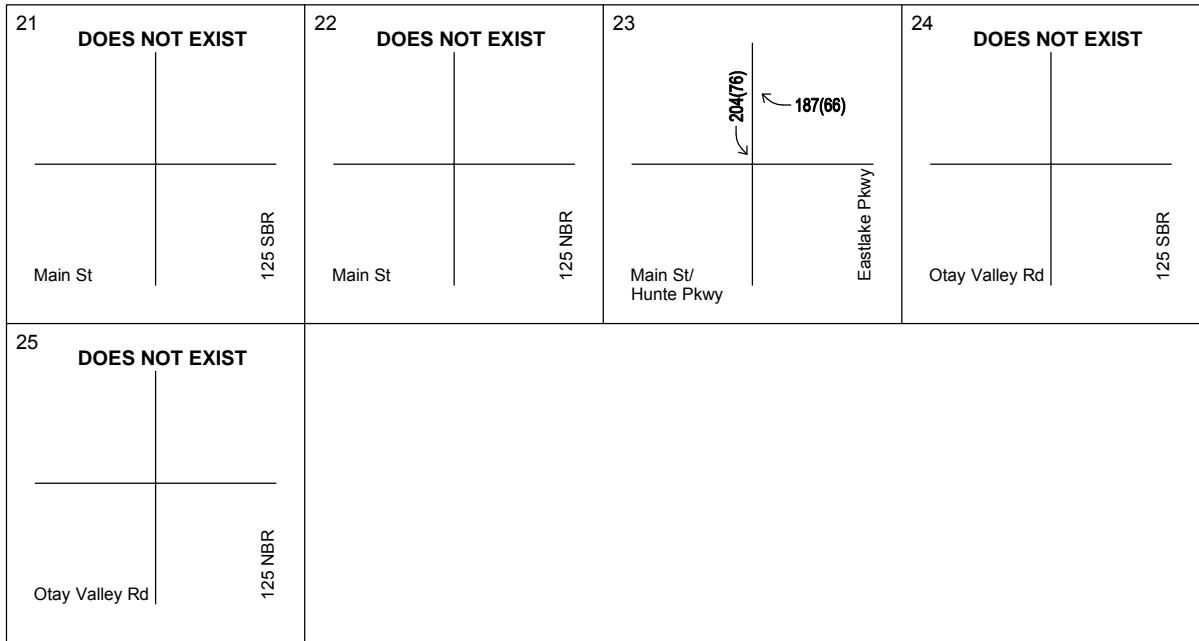 21
DOES NOT EXIST
Main St
125 SBR
22
DOES NOT EXIST
Main St
125 NBR
23
204(76)
187(66)
Main St/
Hunte Pkwy
Eastlake Pkwy
24
DOES NOT EXIST
Otay Valley Rd
125 SBR
25
DOES NOT EXIST
Otay Valley Rd
125 NBR